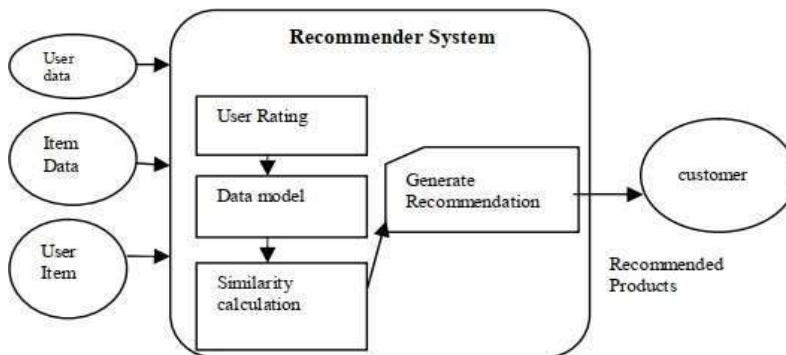 Recommender System
User
data
Item
Data
User
Item
User Rating
Data model
Similarity
calculation
Generate
Recommendation
customer
Recommended
Products